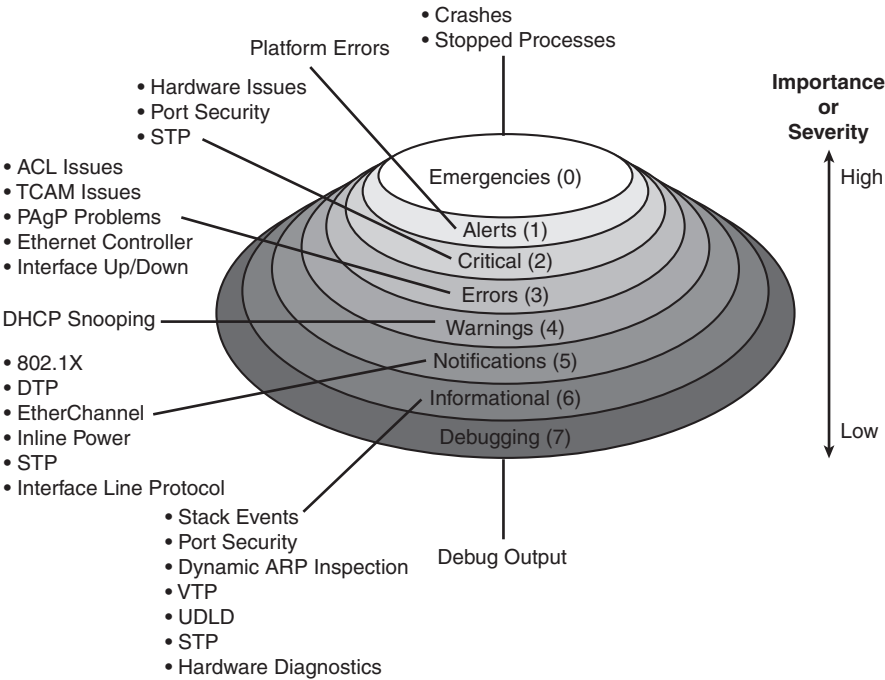 • Crashes
• Stopped Processes
Platform Errors
• Hardware Issues
• Port Security
• STP
• ACL Issues
• TCAM Issues
• PAgP Problems
• Ethernet Controller
• Interface Up/Down
DHCP Snooping
• 802.1X
• DTP
• EtherChannel
• Inline Power
• STP
• Interface Line Protocol
• Stack Events
• Port Security
• Dynamic ARP Inspection
• VTP
• UDLD
• STP
• Hardware Diagnostics
Debug Output
Emergencies (0)
Alerts (1)
Critical (2)
Errors (3)
Warnings (4)
Notifications (5)
Informational (6)
Debugging (7)
Importance
or
Severity
High
Low